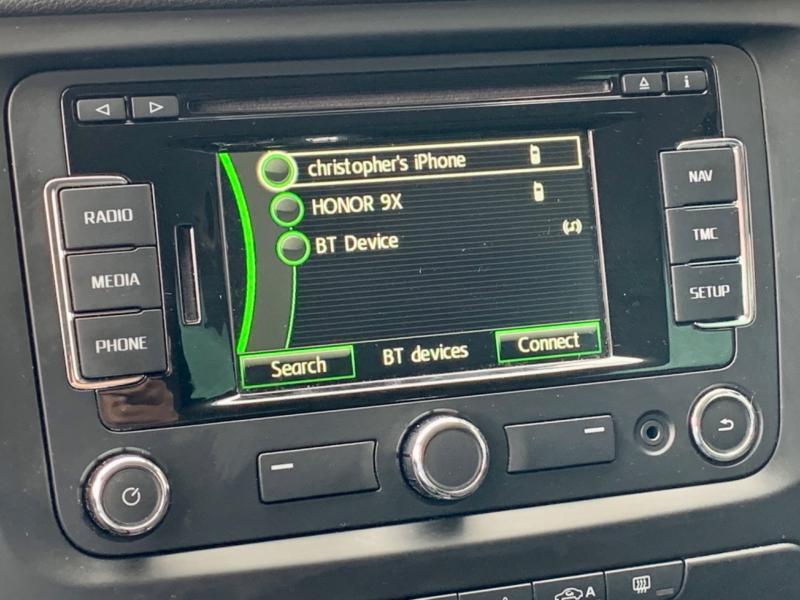 i
christopher's iPhone
HONOR 9X
BT Device
RADIO
MEDIA
PHONE
NAV
TMC
SETUP
Search
BT devices
Connect
A